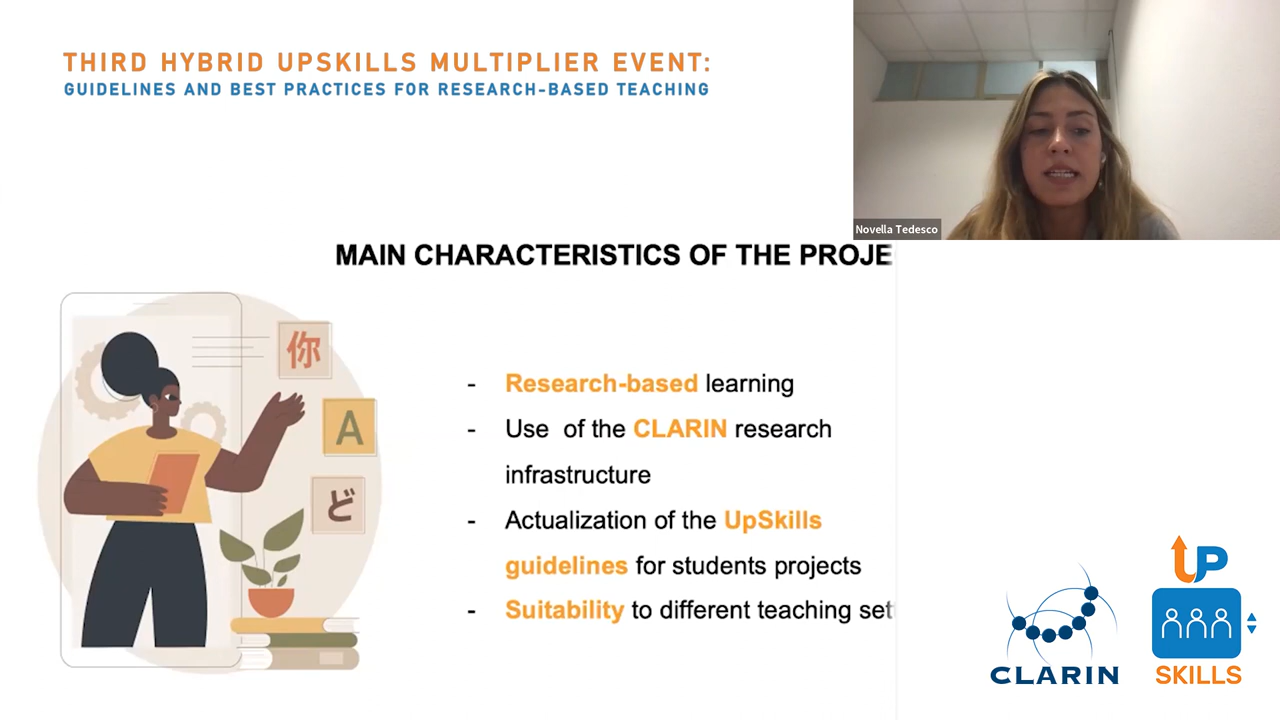 THIRD HYBRID UPSKILLS MULTIPLIER EVENT:
GUIDELINES AND BEST PRACTICES FOR RESEARCH-BASED TEACHING
Novella Tedesco
MAIN CHARACTERISTICS OF THE PROJE
你
A
ど
- Research-based learning
- Use of the CLARIN research
infrastructure
- Actualization of the UpSkills
guidelines for students projects
- Suitability to different teaching set
CLARIN
UP
SKILLS